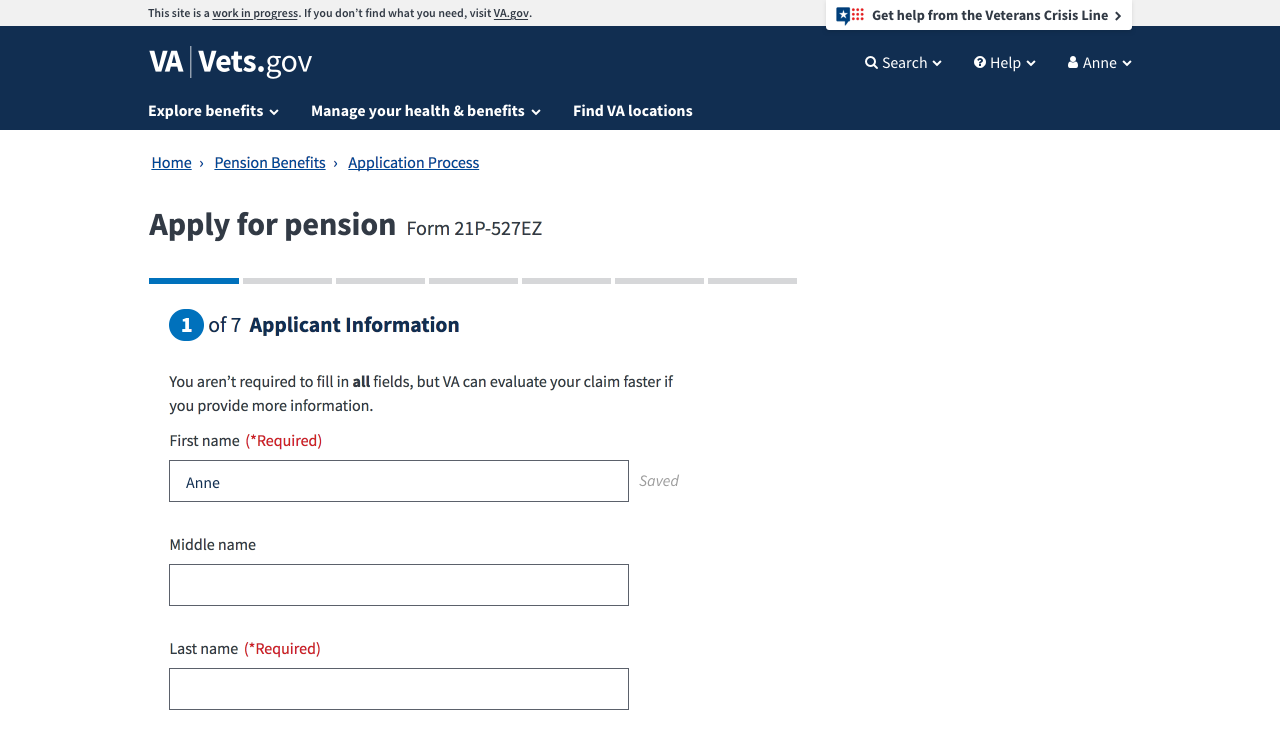 This site is a work in progress. If you don’t find what you need, visit VA.gov.
Get help from the Veterans Crisis Line
VA Vets.gov
Search Help Anne
Explore benefits Manage your health & benefits Find VA locations
Home › Pension Benefits › Application Process
Apply for pension Form 21P-527EZ
1 of 7 Applicant Information
You aren’t required to fill in all fields, but VA can evaluate your claim faster if
you provide more information.
First name (*Required)
Anne Saved
Middle name
Last name (*Required)